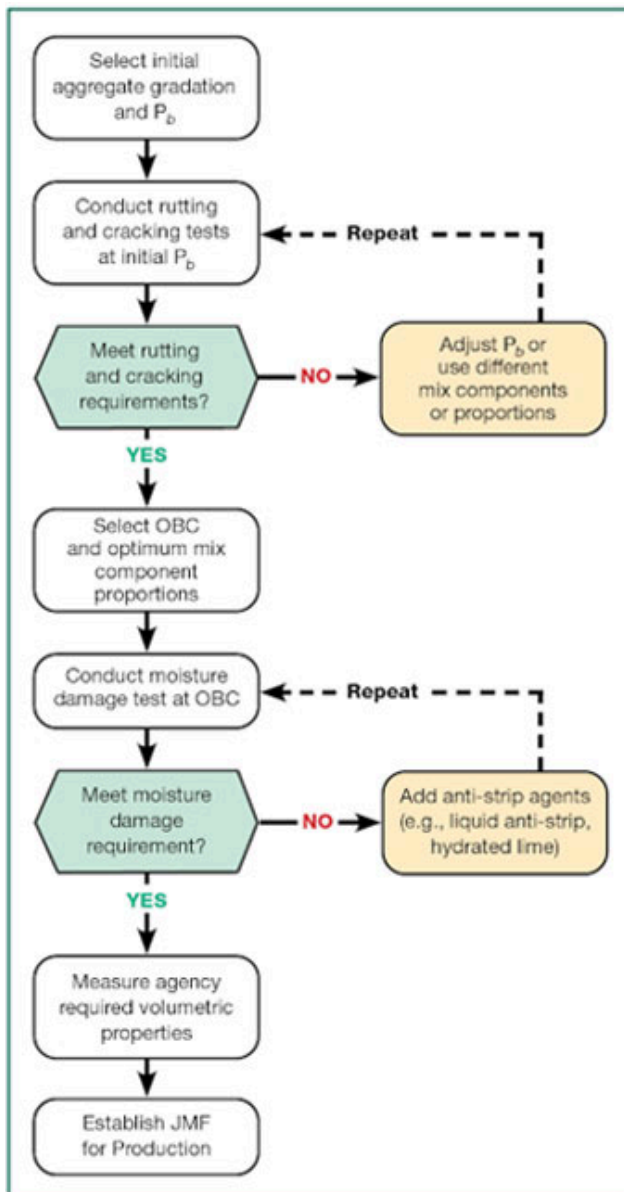 Select initial
aggregate gradation
and Pb
Conduct rutting
and cracking tests
at initial Pb
Repeat
Meet rutting
and cracking
requirements?
NO
Adjust Pb or
use different
mix components
or proportions
YES
Select OBC
and optimum mix
component
proportions
Conduct moisture
damage test at OBC
Repeat
Meet moisture
damage
requirement?
NO
Add anti-strip agents
(e.g., liquid anti-strip,
hydrated lime)
YES
Measure agency
required volumetric
properties
Establish JMF
for Production